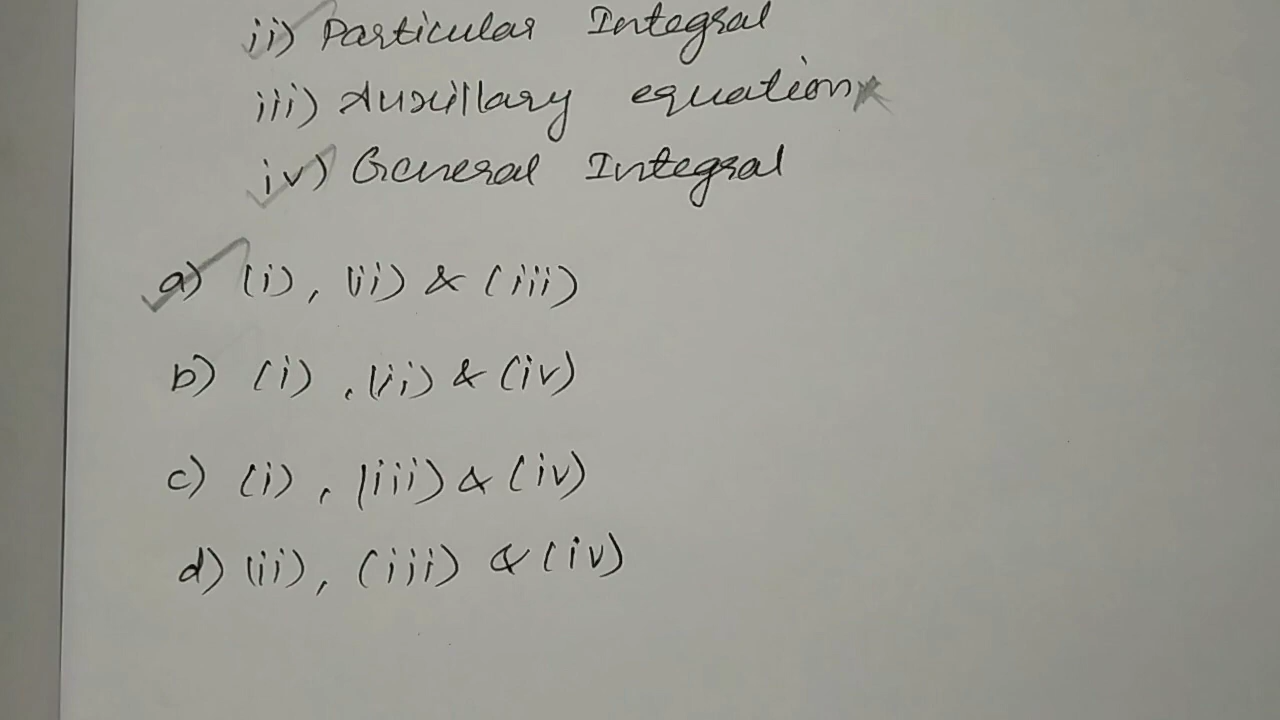 ii) Particular Integral
iii) Auxillary equation
iv) General Integral
a) (i), (ii) & (iii)
b) (i), (ii) & (iv)
c) (i), (iii) & (iv)
d) (ii), (iii) & (iv)